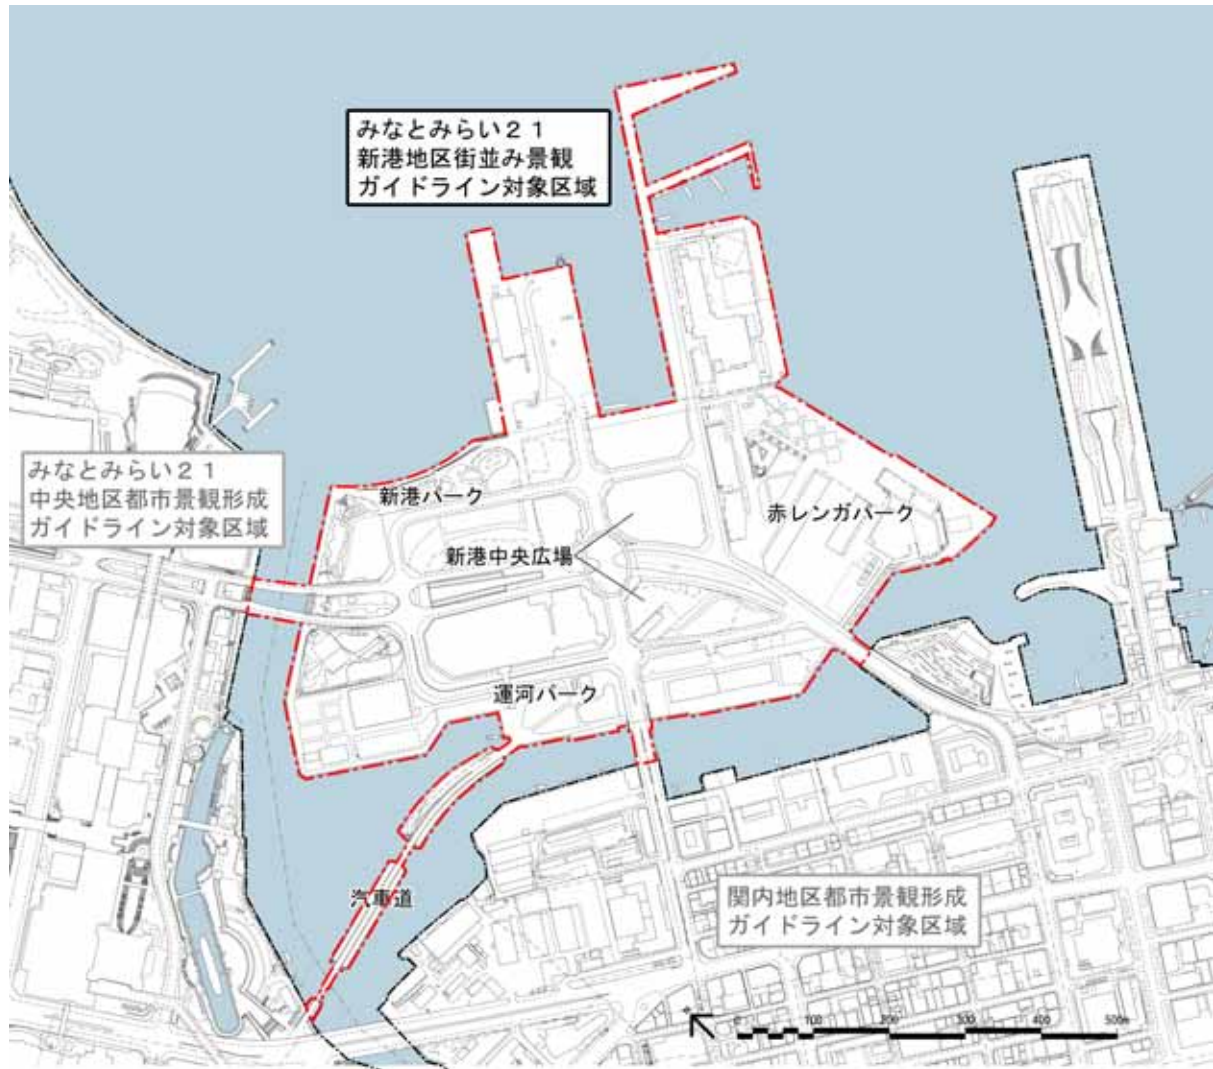 みなとみらい２１
新港地区街並み景観
ガイドライン対象区域
みなとみらい２１
中央地区都市景観形成
ガイドライン対象区域
新港パーク
赤レンガパーク
新港中央広場
運河パーク
汽車道
関内地区都市景観形成
ガイドライン対象区域
0 100 200 300 400 500m